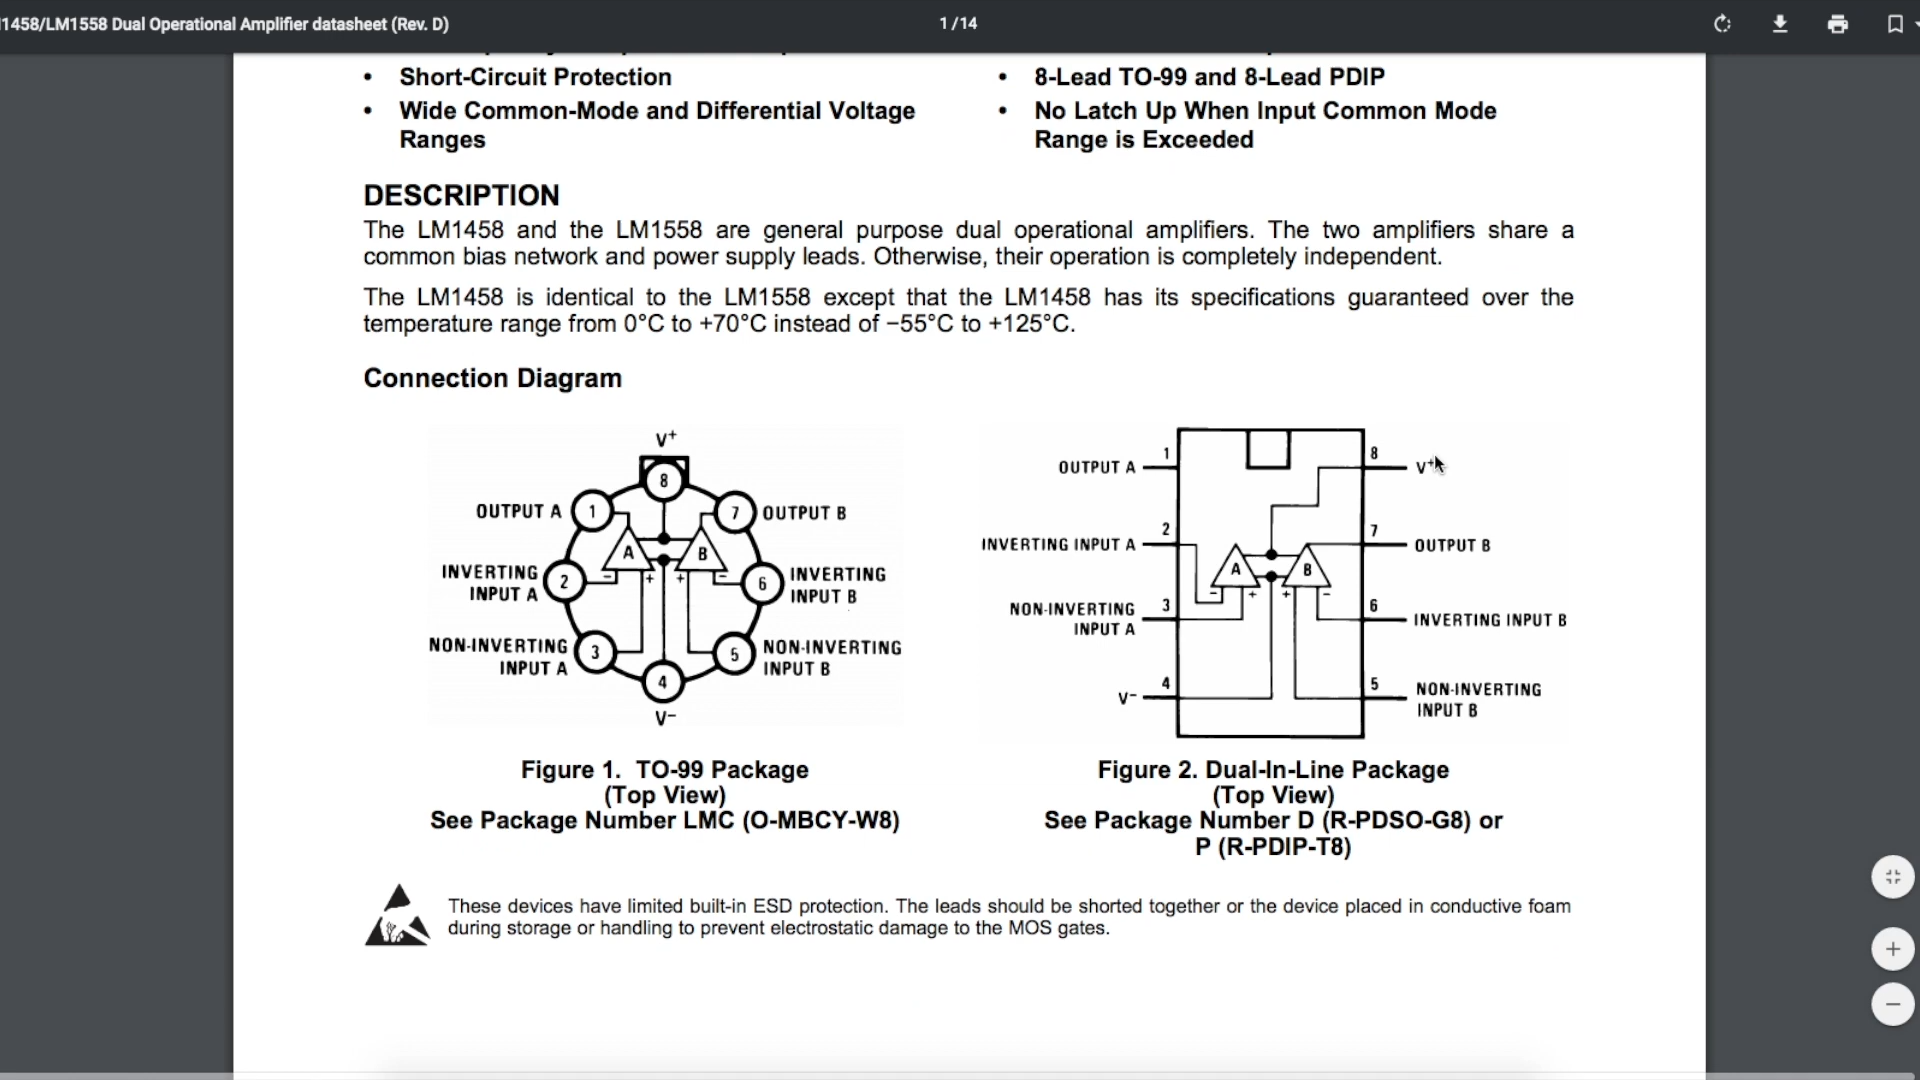 1458/LM1558 Dual Operational Amplifier datasheet (Rev. D)
1 / 14
• Short-Circuit Protection
• Wide Common-Mode and Differential Voltage
Ranges
• 8-Lead TO-99 and 8-Lead PDIP
• No Latch Up When Input Common Mode
Range is Exceeded
DESCRIPTION
The LM1458 and the LM1558 are general purpose dual operational amplifiers. The two amplifiers share a
common bias network and power supply leads. Otherwise, their operation is completely independent.
The LM1458 is identical to the LM1558 except that the LM1458 has its specifications guaranteed over the
temperature range from 0°C to +70°C instead of −55°C to +125°C.
Connection Diagram
V+
8
OUTPUT A 1
7 OUTPUT B
A B
INVERTING
INPUT A
2
- + + -
6
INVERTING
INPUT B
NON-INVERTING
INPUT A
3
5
NON-INVERTING
INPUT B
4
V−
Figure 1. TO-99 Package
(Top View)
See Package Number LMC (O-MBCY-W8)
OUTPUT A 1
8 V+
INVERTING INPUT A 2
7 OUTPUT B
A B
- + + -
NON-INVERTING
INPUT A
3
6 INVERTING INPUT B
V− 4
5 NON-INVERTING
INPUT B
Figure 2. Dual-In-Line Package
(Top View)
See Package Number D (R-PDSO-G8) or
P (R-PDIP-T8)
These devices have limited built-in ESD protection. The leads should be shorted together or the device placed in conductive foam
during storage or handling to prevent electrostatic damage to the MOS gates.